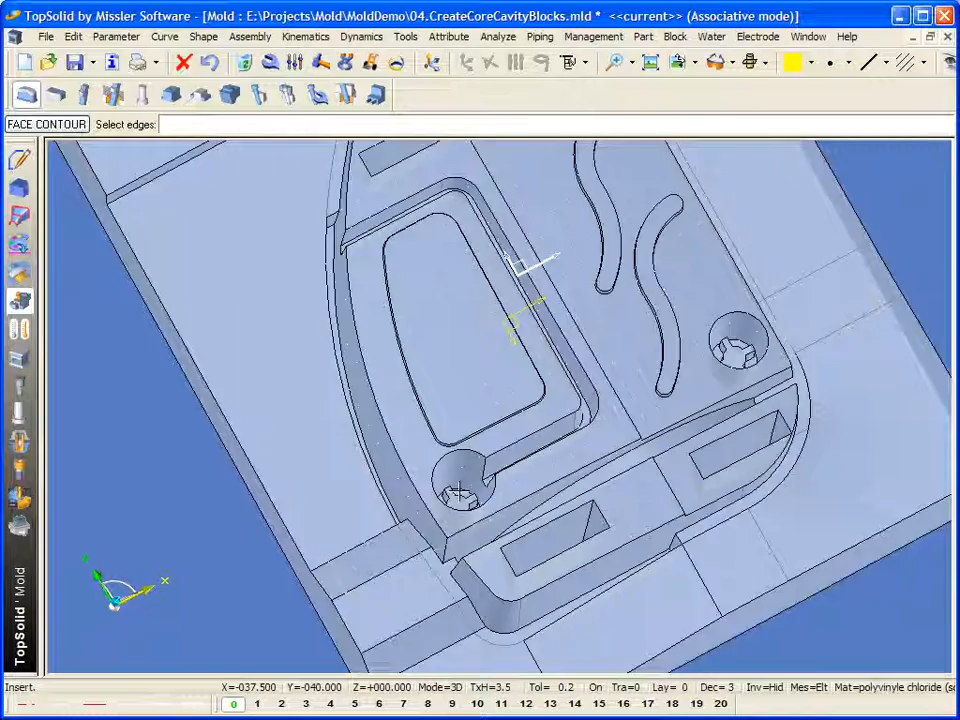 TopSolid by Missler Software - [Mold : E:\Projects\Mold\MoldDemo\04.CreateCoreCavityBlocks.mld *  <<current>> (Associative mode)]
File Edit Parameter Curve Shape Assembly Kinematics Dynamics Tools Attribute Analyze Piping Management Part Block Water Electrode Window Help
FACE CONTOUR Select edges:
x
TopSolid'Mold
Insert. X=-037.500 Y=-040.000 Z=+000.000 Mode=3D TxH=3.5 Tol= 0.2 On Tra=0 Lay= 0 Dec= 3 Inv=Hid Mes=Elt Mat=polyvinyle chloride (so
0 1 2 3 4 5 6 7 8 9 10 11 12 13 14 15 16 17 18 19 20